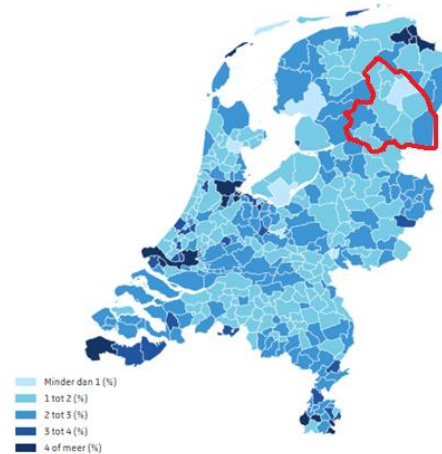 Minder dan 1 (%)
1 tot 2 (%)
2 tot 3 (%)
3 tot 4 (%)
4 of meer (%)